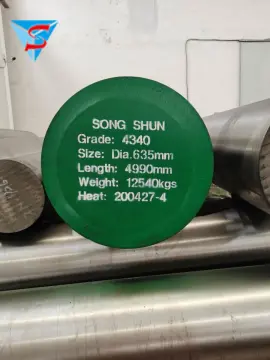 SONG SHUN
Grade: 4340
Size: Dia.635mm
Length: 4990mm
Weight: 12540kgs
Heat: 200427-4